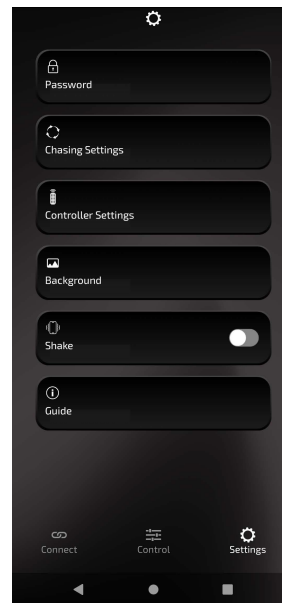 Password
Chasing Settings
Controller Settings
Background
Shake
Guide
Connect Control Settings